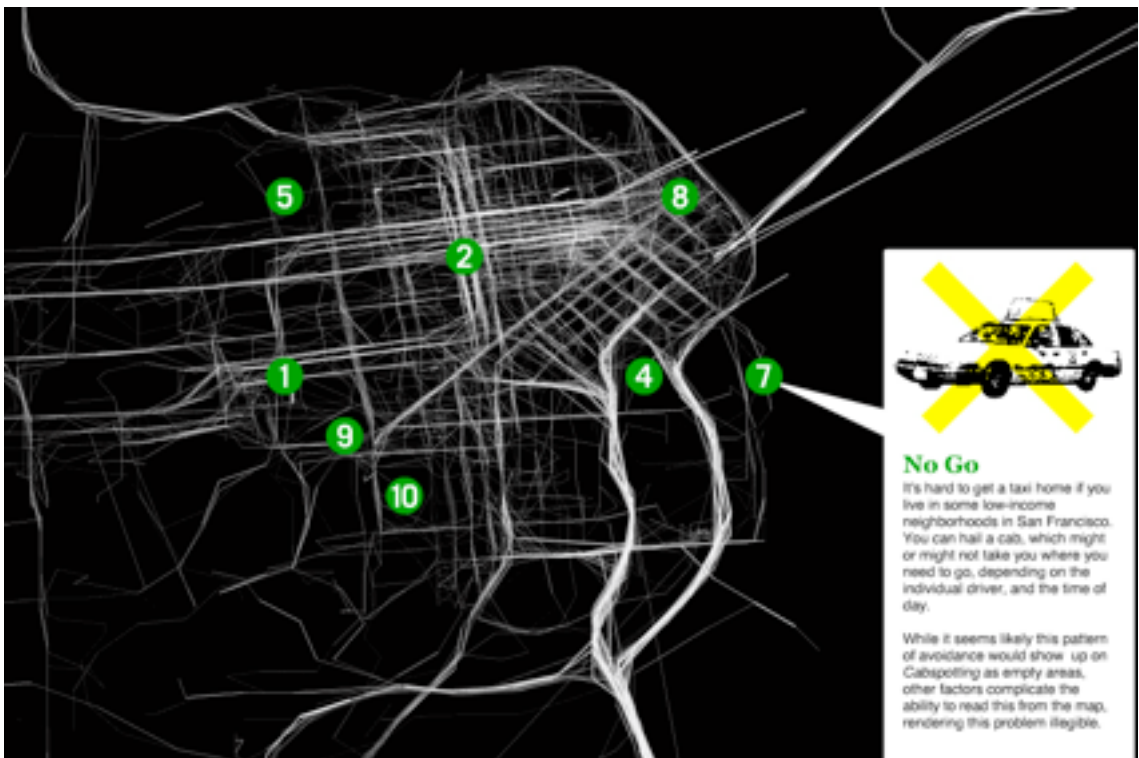 5
8
2
1
4
7
9
10
No Go
It's hard to get a taxi home if you
live in some low-income
neighborhoods in San Francisco.
You can hail a cab, which might
or might not take you where you
need to go, depending on the
individual driver, and the time of
day.
While it seems likely this pattern
of avoidance would show up on
Cabspotting as empty areas,
other factors complicate the
ability to read this from the map,
rendering this problem illegible.